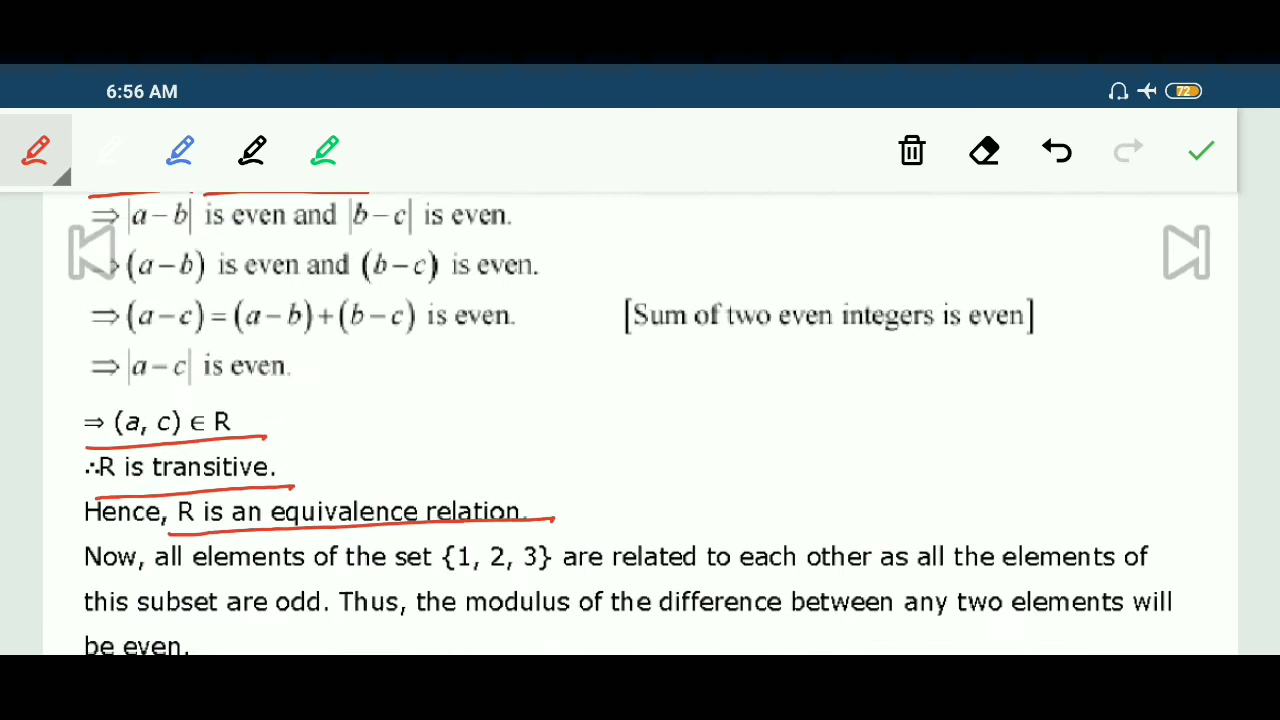 6:56 AM
72
⇒ |a − b| is even and |b − c| is even.
⇒ (a − b) is even and (b − c) is even.
⇒ (a − c) = (a − b) + (b − c) is even. [Sum of two even integers is even]
⇒ |a − c| is even.
⇒ (a, c) ∈ R
∴R is transitive.
Hence, R is an equivalence relation.
Now, all elements of the set {1, 2, 3} are related to each other as all the elements of
this subset are odd. Thus, the modulus of the difference between any two elements will
be even.